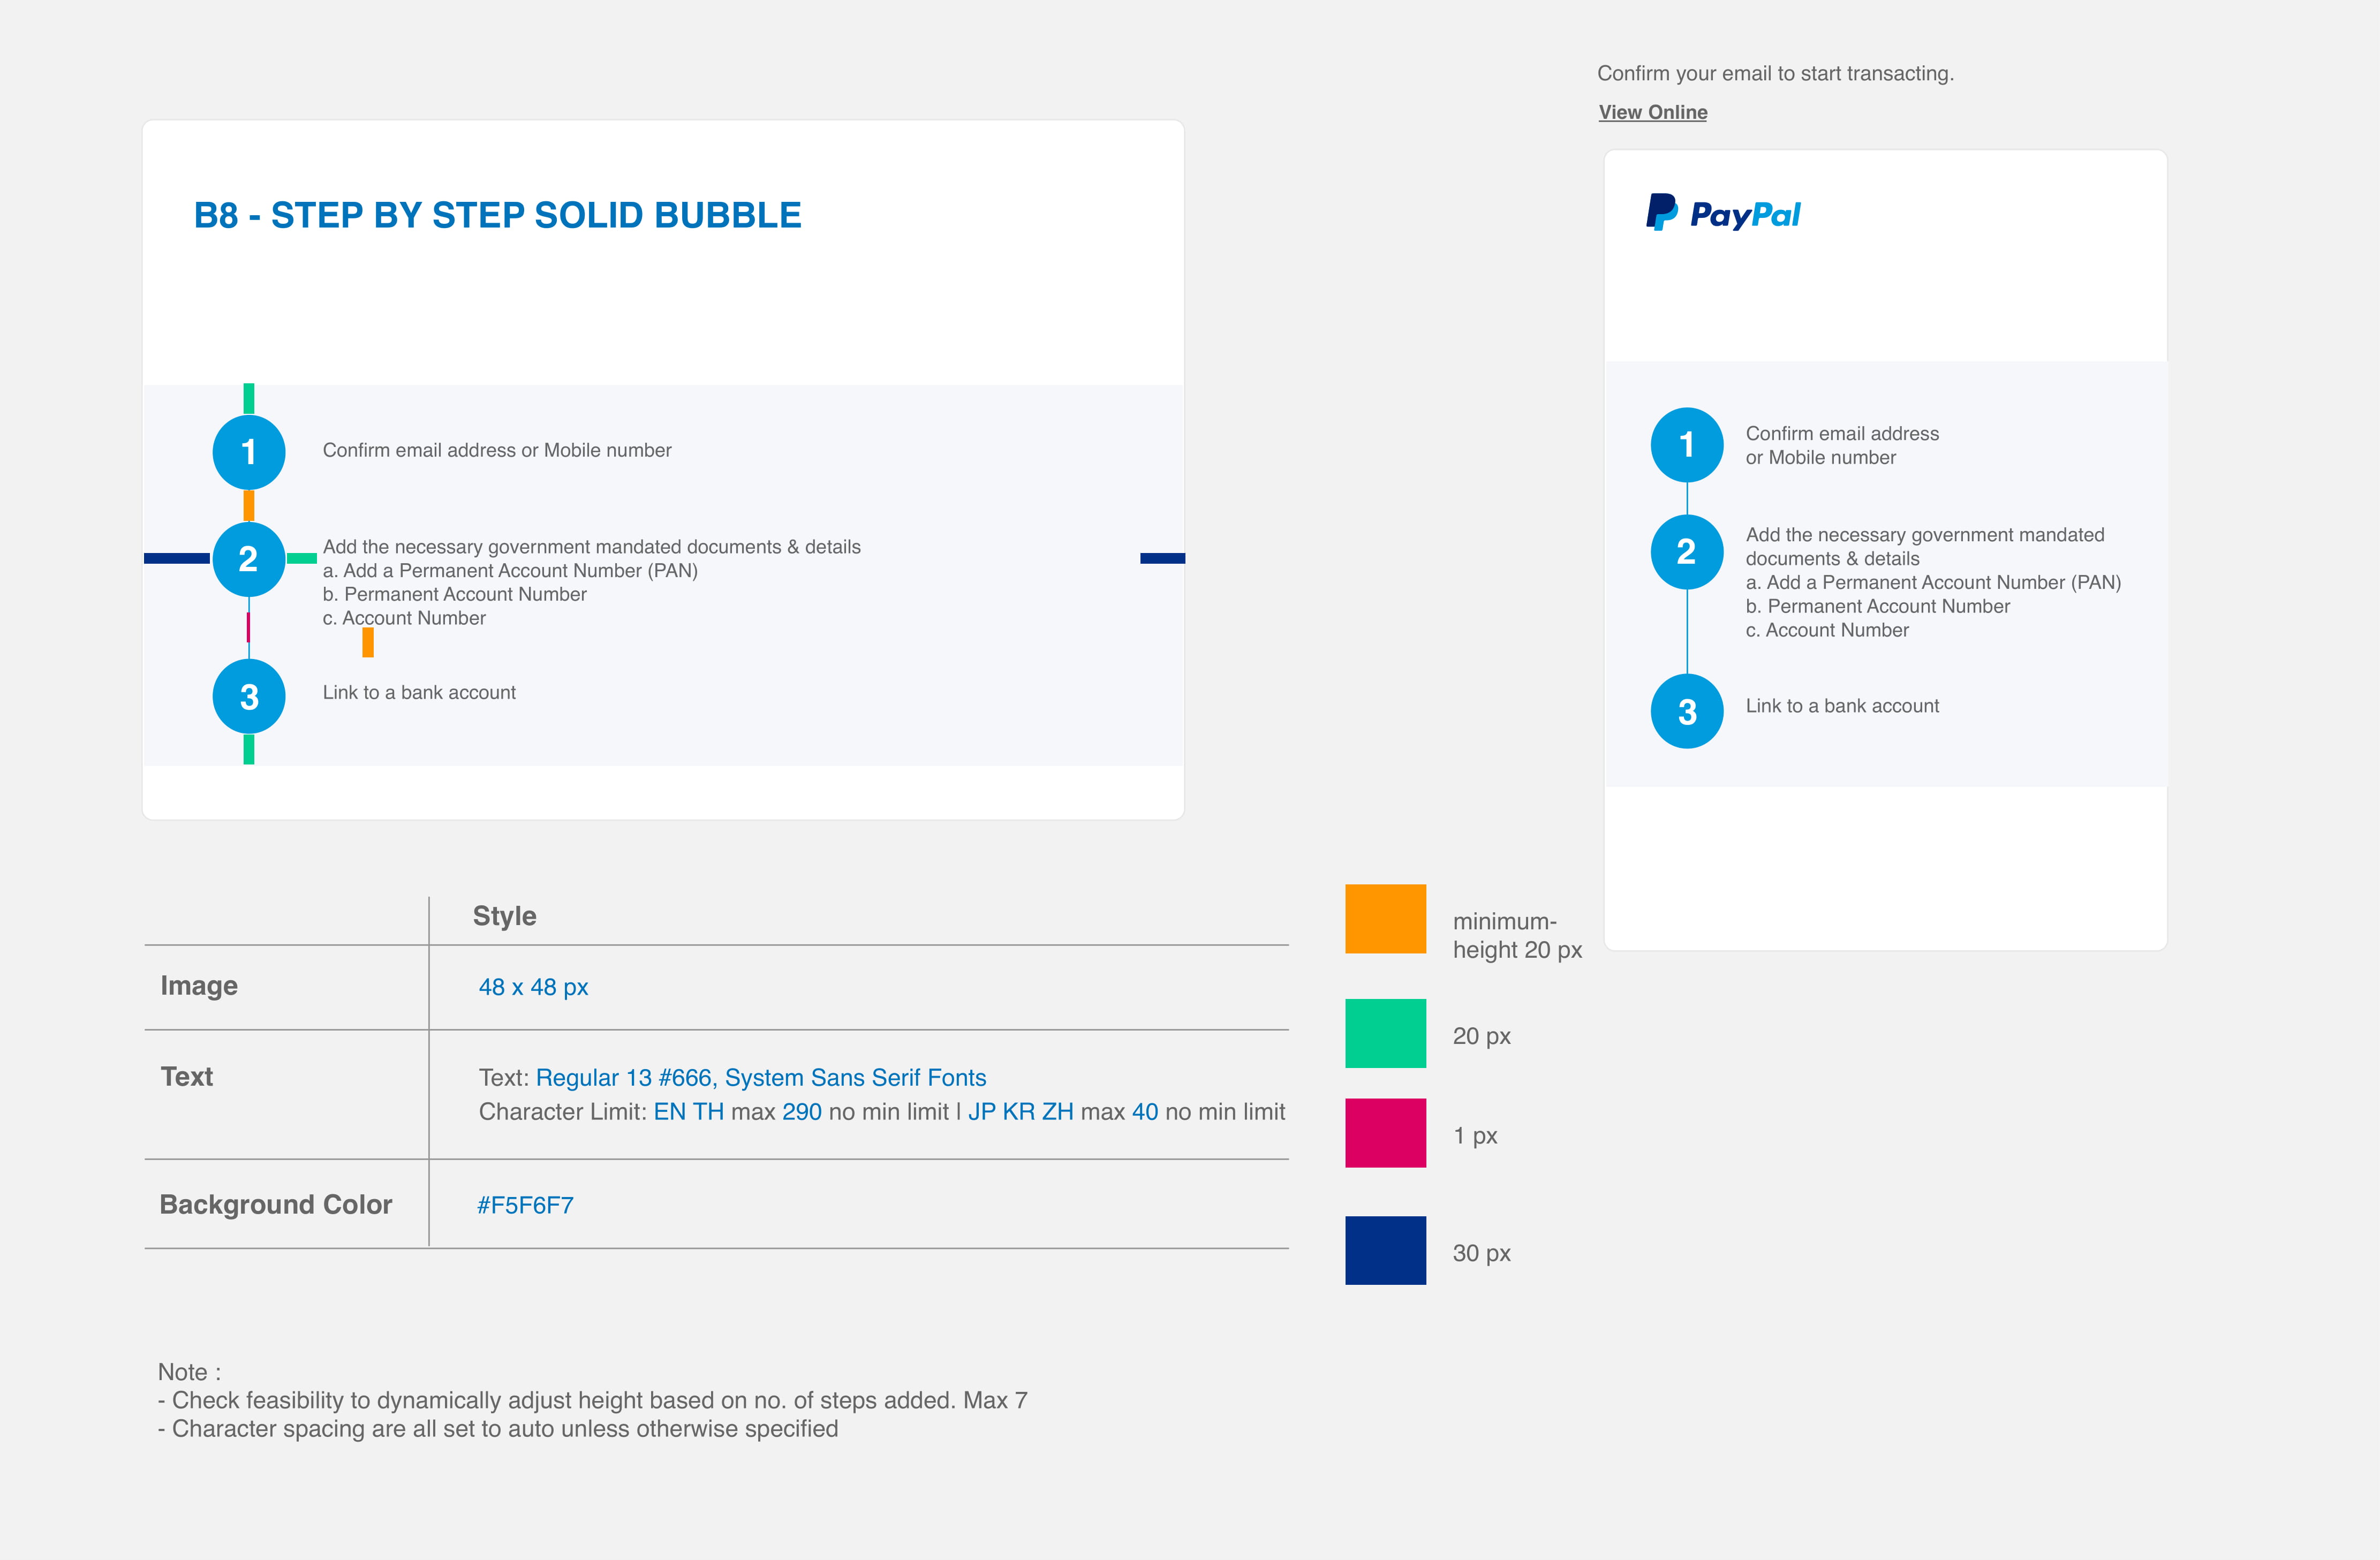 Confirm your email to start transacting.
View Online
B8 - STEP BY STEP SOLID BUBBLE
1
Confirm email address or Mobile number
2
Add the necessary government mandated documents & details
a. Add a Permanent Account Number (PAN)
b. Permanent Account Number
c. Account Number
3
Link to a bank account
PayPal
1
Confirm email address
or Mobile number
2
Add the necessary government mandated
documents & details
a. Add a Permanent Account Number (PAN)
b. Permanent Account Number
c. Account Number
3
Link to a bank account
Style
Image
48 x 48 px
Text
Text: Regular 13 #666, System Sans Serif Fonts
Character Limit: EN TH max 290 no min limit | JP KR ZH max 40 no min limit
Background Color
#F5F6F7
minimum-
height 20 px
20 px
1 px
30 px
Note :
- Check feasibility to dynamically adjust height based on no. of steps added. Max 7
- Character spacing are all set to auto unless otherwise specified